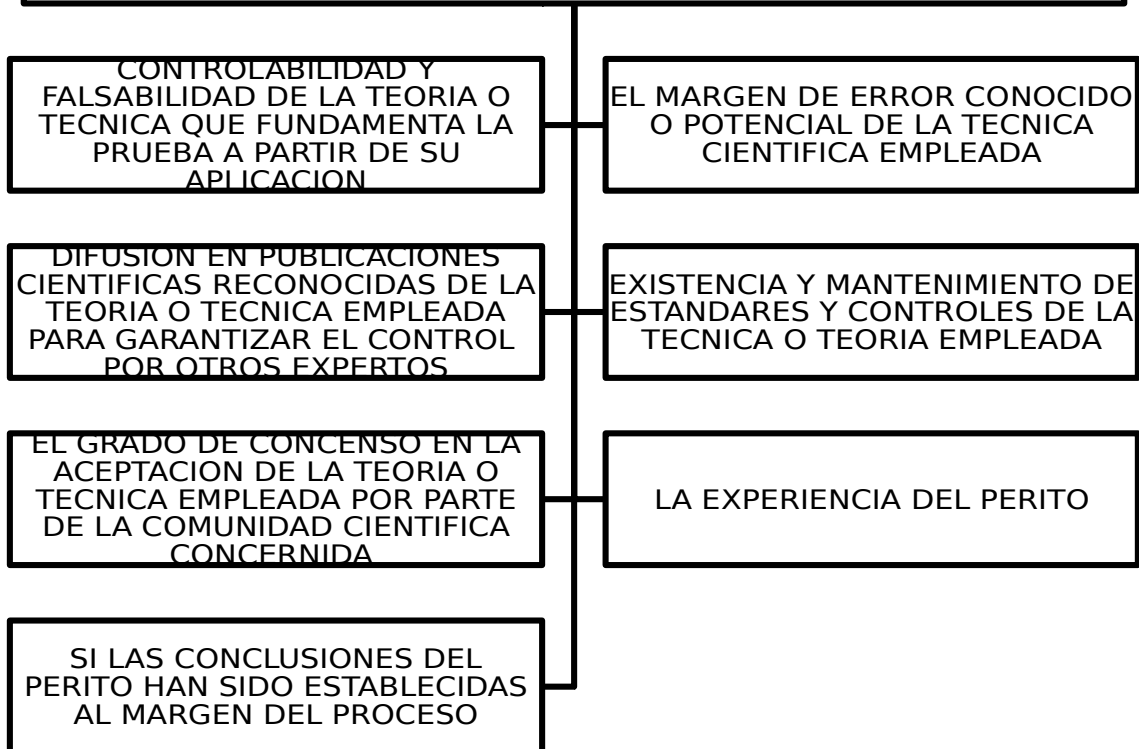 CONTROLABILIDAD Y
FALSABILIDAD DE LA TEORIA O
TECNICA QUE FUNDAMENTA LA
PRUEBA A PARTIR DE SU
APLICACION
EL MARGEN DE ERROR CONOCIDO
O POTENCIAL DE LA TECNICA
CIENTIFICA EMPLEADA
DIFUSION EN PUBLICACIONES
CIENTIFICAS RECONOCIDAS DE LA
TEORIA O TECNICA EMPLEADA
PARA GARANTIZAR EL CONTROL
POR OTROS EXPERTOS
EXISTENCIA Y MANTENIMIENTO DE
ESTANDARES Y CONTROLES DE LA
TECNICA O TEORIA EMPLEADA
EL GRADO DE CONCENSO EN LA
ACEPTACION DE LA TEORIA O
TECNICA EMPLEADA POR PARTE
DE LA COMUNIDAD CIENTIFICA
CONCERNIDA
LA EXPERIENCIA DEL PERITO
SI LAS CONCLUSIONES DEL
PERITO HAN SIDO ESTABLECIDAS
AL MARGEN DEL PROCESO